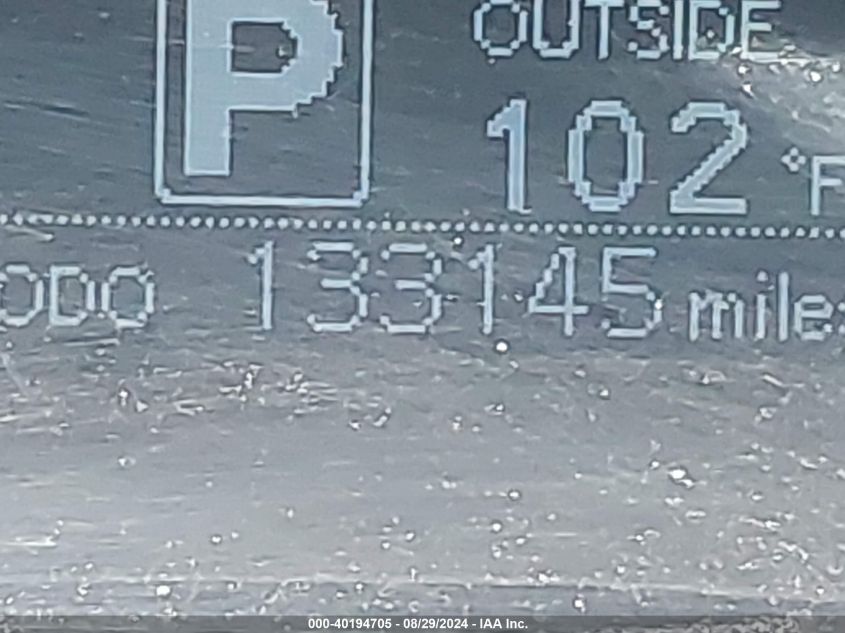 P
OUTSIDE
102 °F
ODO 133145 miles
000-40194705 - 08/29/2024 - IAA Inc.